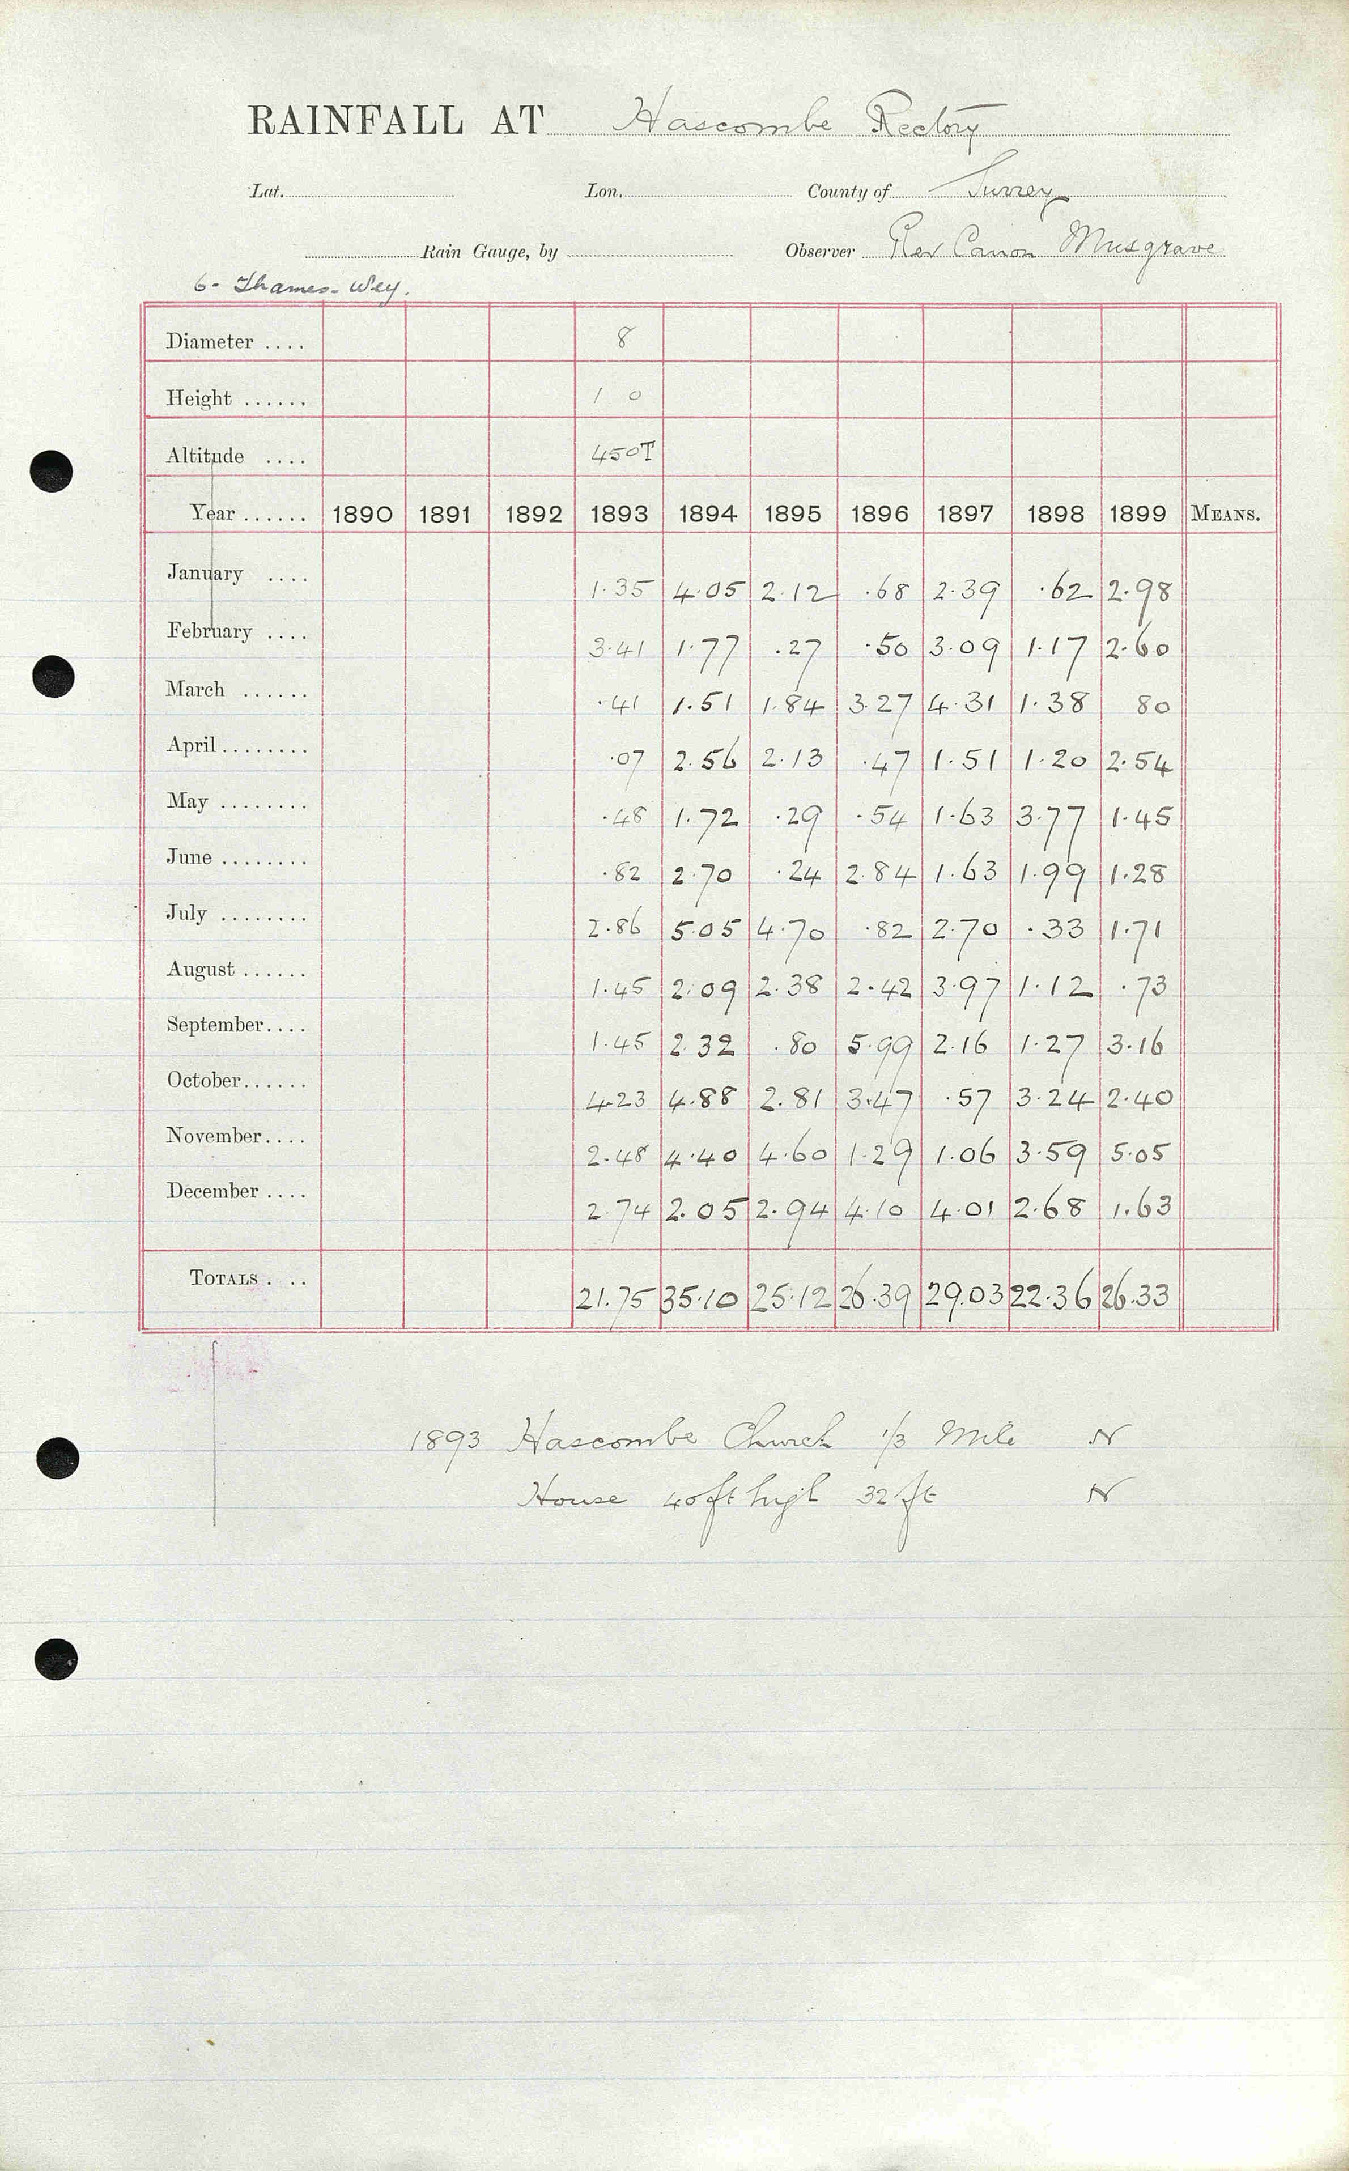 RAINFALL AT Hascombe Rectory
Lat. Lon. County of Surrey
Rain Gauge, by Observer Rev Canon Musgrave
6- Thames- Wey.
Diameter .... 8
Height ...... 1 0
Altitude .... 450T
Year ...... 1890 1891 1892 1893 1894 1895 1896 1897 1898 1899 MEANS.
January .... 1.35 4.05 2.12 .68 2.39 .62 2.98
February .... 3.41 1.77 .27 .50 3.09 1.17 2.60
March ...... .41 1.51 1.84 3.27 4.31 1.38 80
April ........ .07 2.56 2.13 .47 1.51 1.20 2.54
May ........ .48 1.72 .29 .54 1.63 3.77 1.45
June ........ .82 2.70 .24 2.84 1.63 1.99 1.28
July ........ 2.86 5.05 4.70 .82 2.70 .33 1.71
August ...... 1.45 2.09 2.38 2.42 3.97 1.12 .73
September.... 1.45 2.32 .80 5.99 2.16 1.27 3.16
October...... 4.23 4.88 2.81 3.47 .57 3.24 2.40
November.... 2.48 4.40 4.60 1.29 1.06 3.59 5.05
December .... 2.74 2.05 2.94 4.10 4.01 2.68 1.63
TOTALS . .. 21.75 35.10 25.12 26.39 29.03 22.36 26.33
1893 Hascombe Church 1/3 Mile N
House 40 ft high 32 ft N